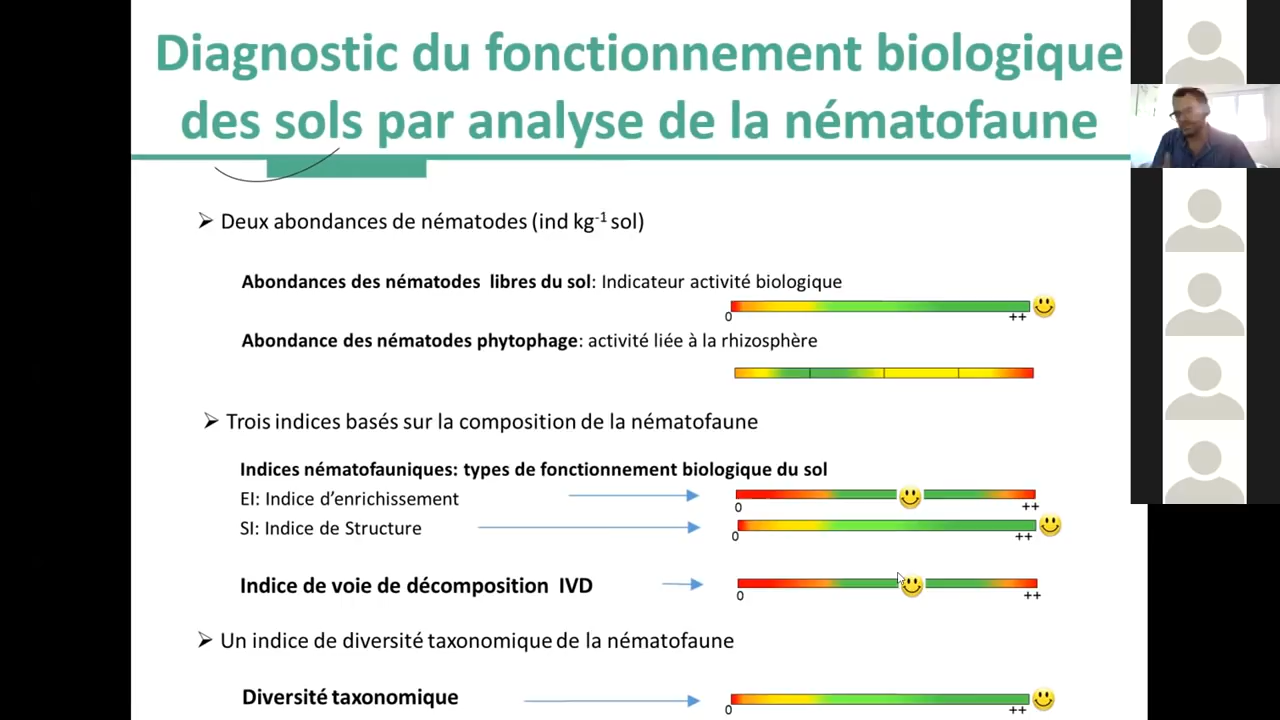 Diagnostic du fonctionnement biologique
des sols par analyse de la nématofaune
➢ Deux abondances de nématodes (ind kg⁻¹ sol)
Abondances des nématodes libres du sol: Indicateur activité biologique
0 ++
Abondance des nématodes phytophage: activité liée à la rhizosphère
➢ Trois indices basés sur la composition de la nématofaune
Indices nématofauniques: types de fonctionnement biologique du sol
EI: Indice d’enrichissement
0 ++
SI: Indice de Structure
0 ++
Indice de voie de décomposition IVD
0 ++
➢ Un indice de diversité taxonomique de la nématofaune
Diversité taxonomique
0 ++